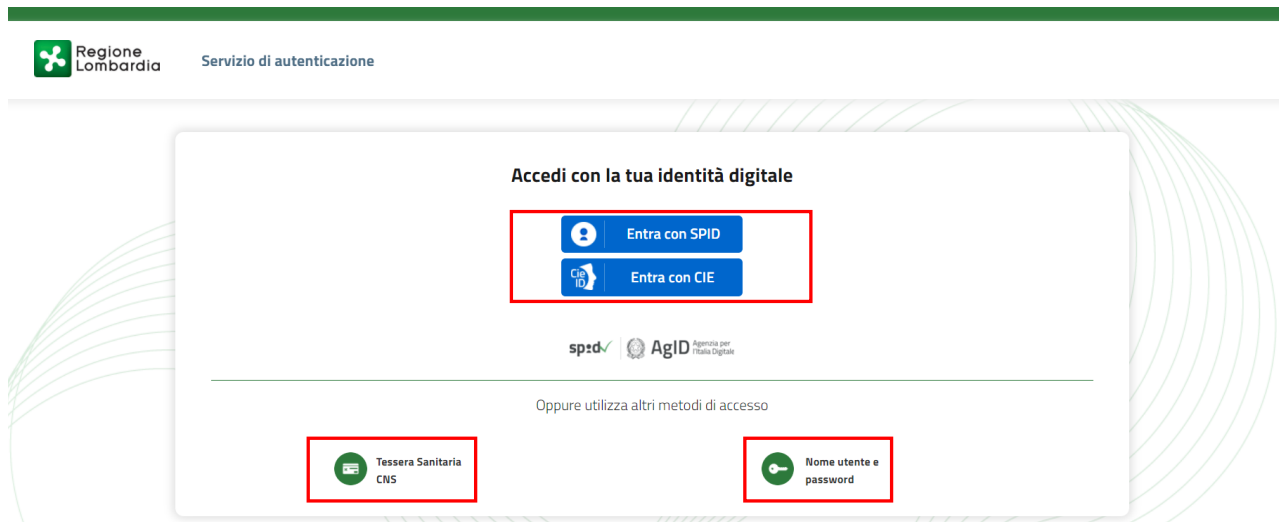 Regione
Lombardia
Servizio di autenticazione
Accedi con la tua identità digitale
Entra con SPID
Cie
ID
Entra con CIE
spid
AgID
Agenzia per
l'Italia Digitale
Oppure utilizza altri metodi di accesso
Tessera Sanitaria
CNS
Nome utente e
password